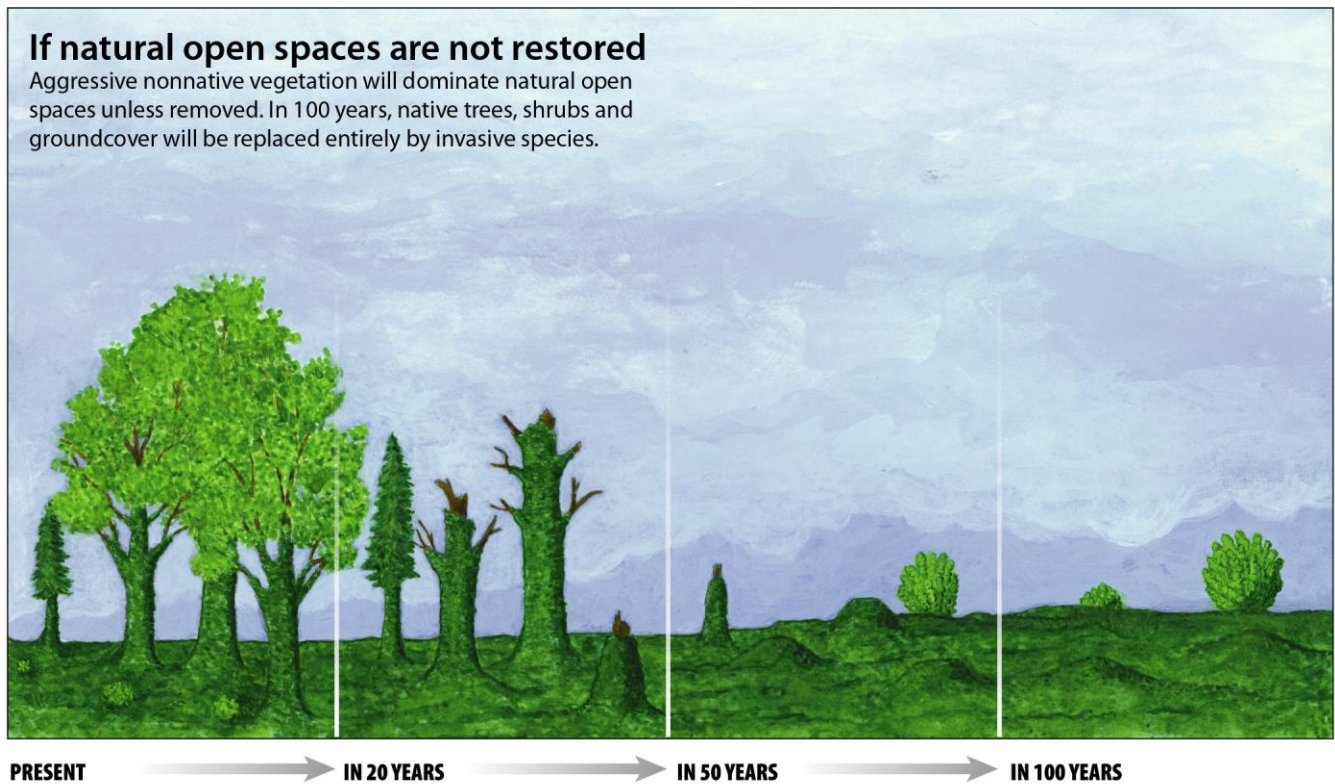 If natural open spaces are not restored
Aggressive nonnative vegetation will dominate natural open
spaces unless removed. In 100 years, native trees, shrubs and
groundcover will be replaced entirely by invasive species.
PRESENT
IN 20 YEARS
IN 50 YEARS
IN 100 YEARS